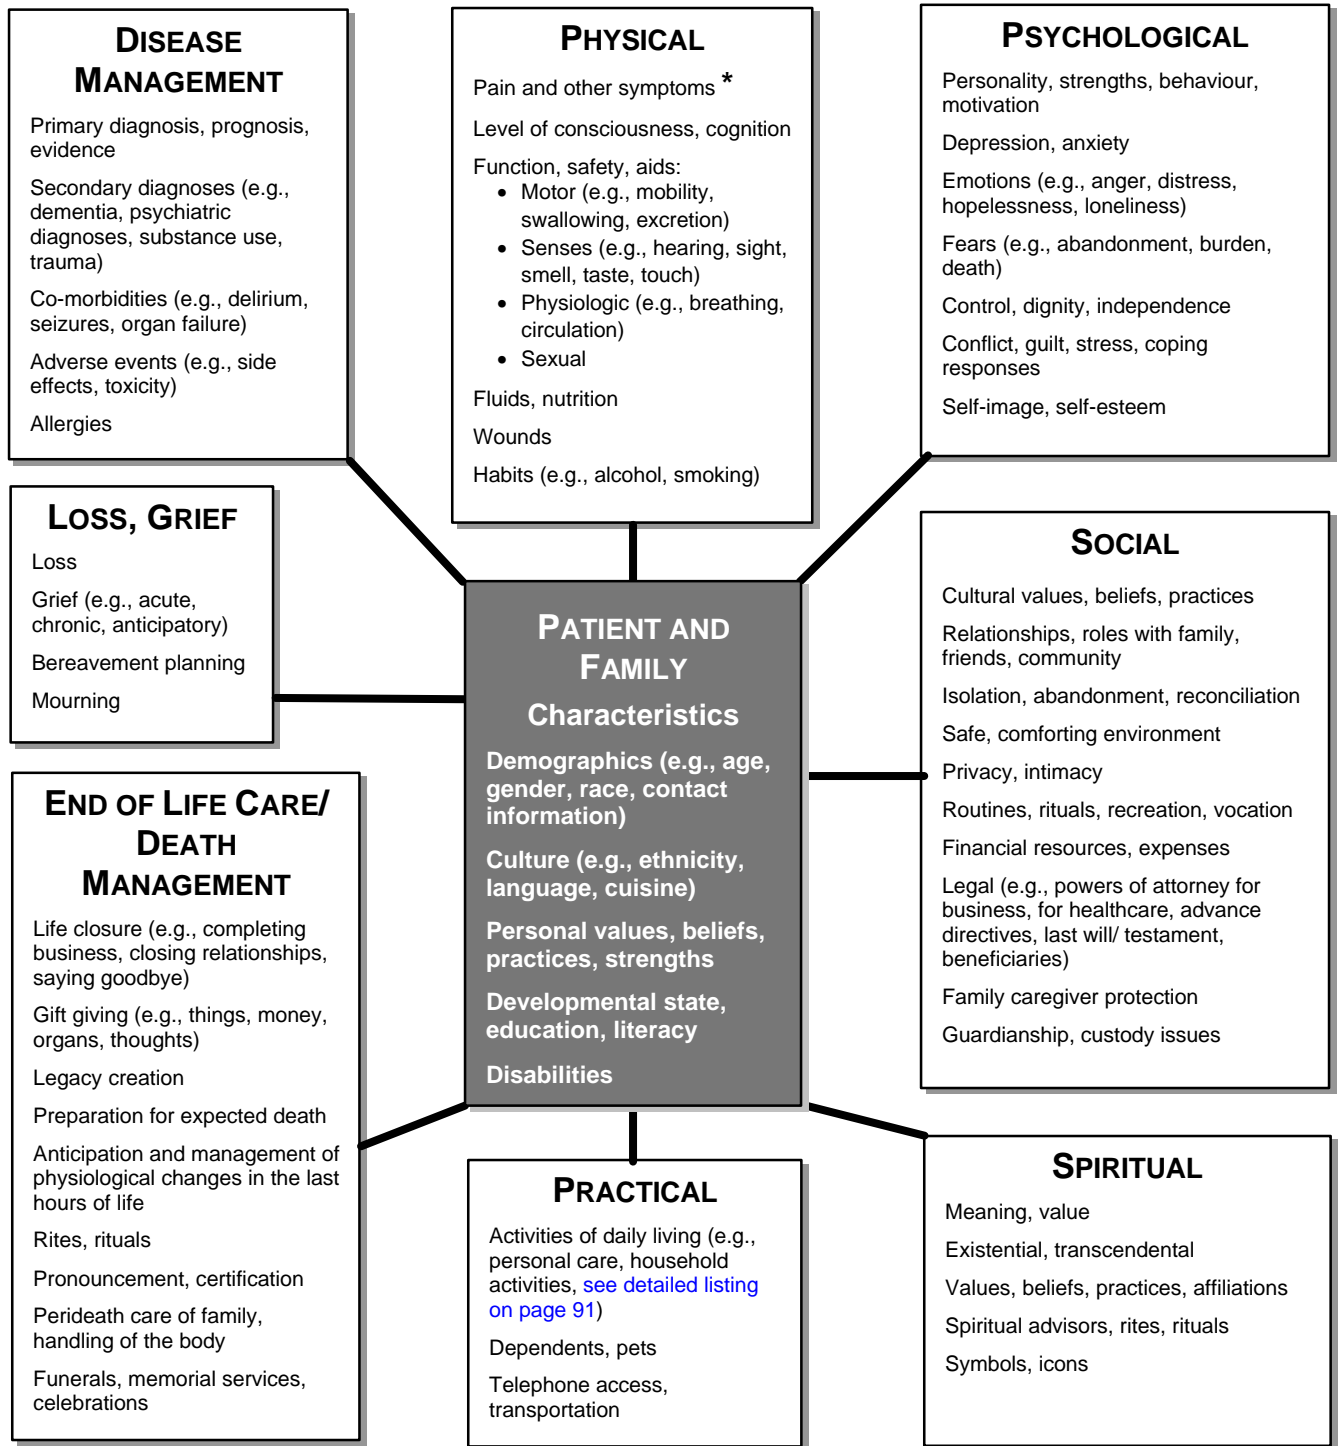 DISEASE
MANAGEMENT
Primary diagnosis, prognosis,
evidence
Secondary diagnoses (e.g.,
dementia, psychiatric
diagnoses, substance use,
trauma)
Co-morbidities (e.g., delirium,
seizures, organ failure)
Adverse events (e.g., side
effects, toxicity)
Allergies
PHYSICAL
Pain and other symptoms *
Level of consciousness, cognition
Function, safety, aids:
• Motor (e.g., mobility,
swallowing, excretion)
• Senses (e.g., hearing, sight,
smell, taste, touch)
• Physiologic (e.g., breathing,
circulation)
• Sexual
Fluids, nutrition
Wounds
Habits (e.g., alcohol, smoking)
PSYCHOLOGICAL
Personality, strengths, behaviour,
motivation
Depression, anxiety
Emotions (e.g., anger, distress,
hopelessness, loneliness)
Fears (e.g., abandonment, burden,
death)
Control, dignity, independence
Conflict, guilt, stress, coping
responses
Self-image, self-esteem
LOSS, GRIEF
Loss
Grief (e.g., acute,
chronic, anticipatory)
Bereavement planning
Mourning
PATIENT AND
FAMILY
Characteristics
Demographics (e.g., age,
gender, race, contact
information)
Culture (e.g., ethnicity,
language, cuisine)
Personal values, beliefs,
practices, strengths
Developmental state,
education, literacy
Disabilities
SOCIAL
Cultural values, beliefs, practices
Relationships, roles with family,
friends, community
Isolation, abandonment, reconciliation
Safe, comforting environment
Privacy, intimacy
Routines, rituals, recreation, vocation
Financial resources, expenses
Legal (e.g., powers of attorney for
business, for healthcare, advance
directives, last will/ testament,
beneficiaries)
Family caregiver protection
Guardianship, custody issues
END OF LIFE CARE/
DEATH
MANAGEMENT
Life closure (e.g., completing
business, closing relationships,
saying goodbye)
Gift giving (e.g., things, money,
organs, thoughts)
Legacy creation
Preparation for expected death
Anticipation and management of
physiological changes in the last
hours of life
Rites, rituals
Pronouncement, certification
Perideath care of family,
handling of the body
Funerals, memorial services,
celebrations
PRACTICAL
Activities of daily living (e.g.,
personal care, household
activities, see detailed listing
on page 91)
Dependents, pets
Telephone access,
transportation
SPIRITUAL
Meaning, value
Existential, transcendental
Values, beliefs, practices, affiliations
Spiritual advisors, rites, rituals
Symbols, icons